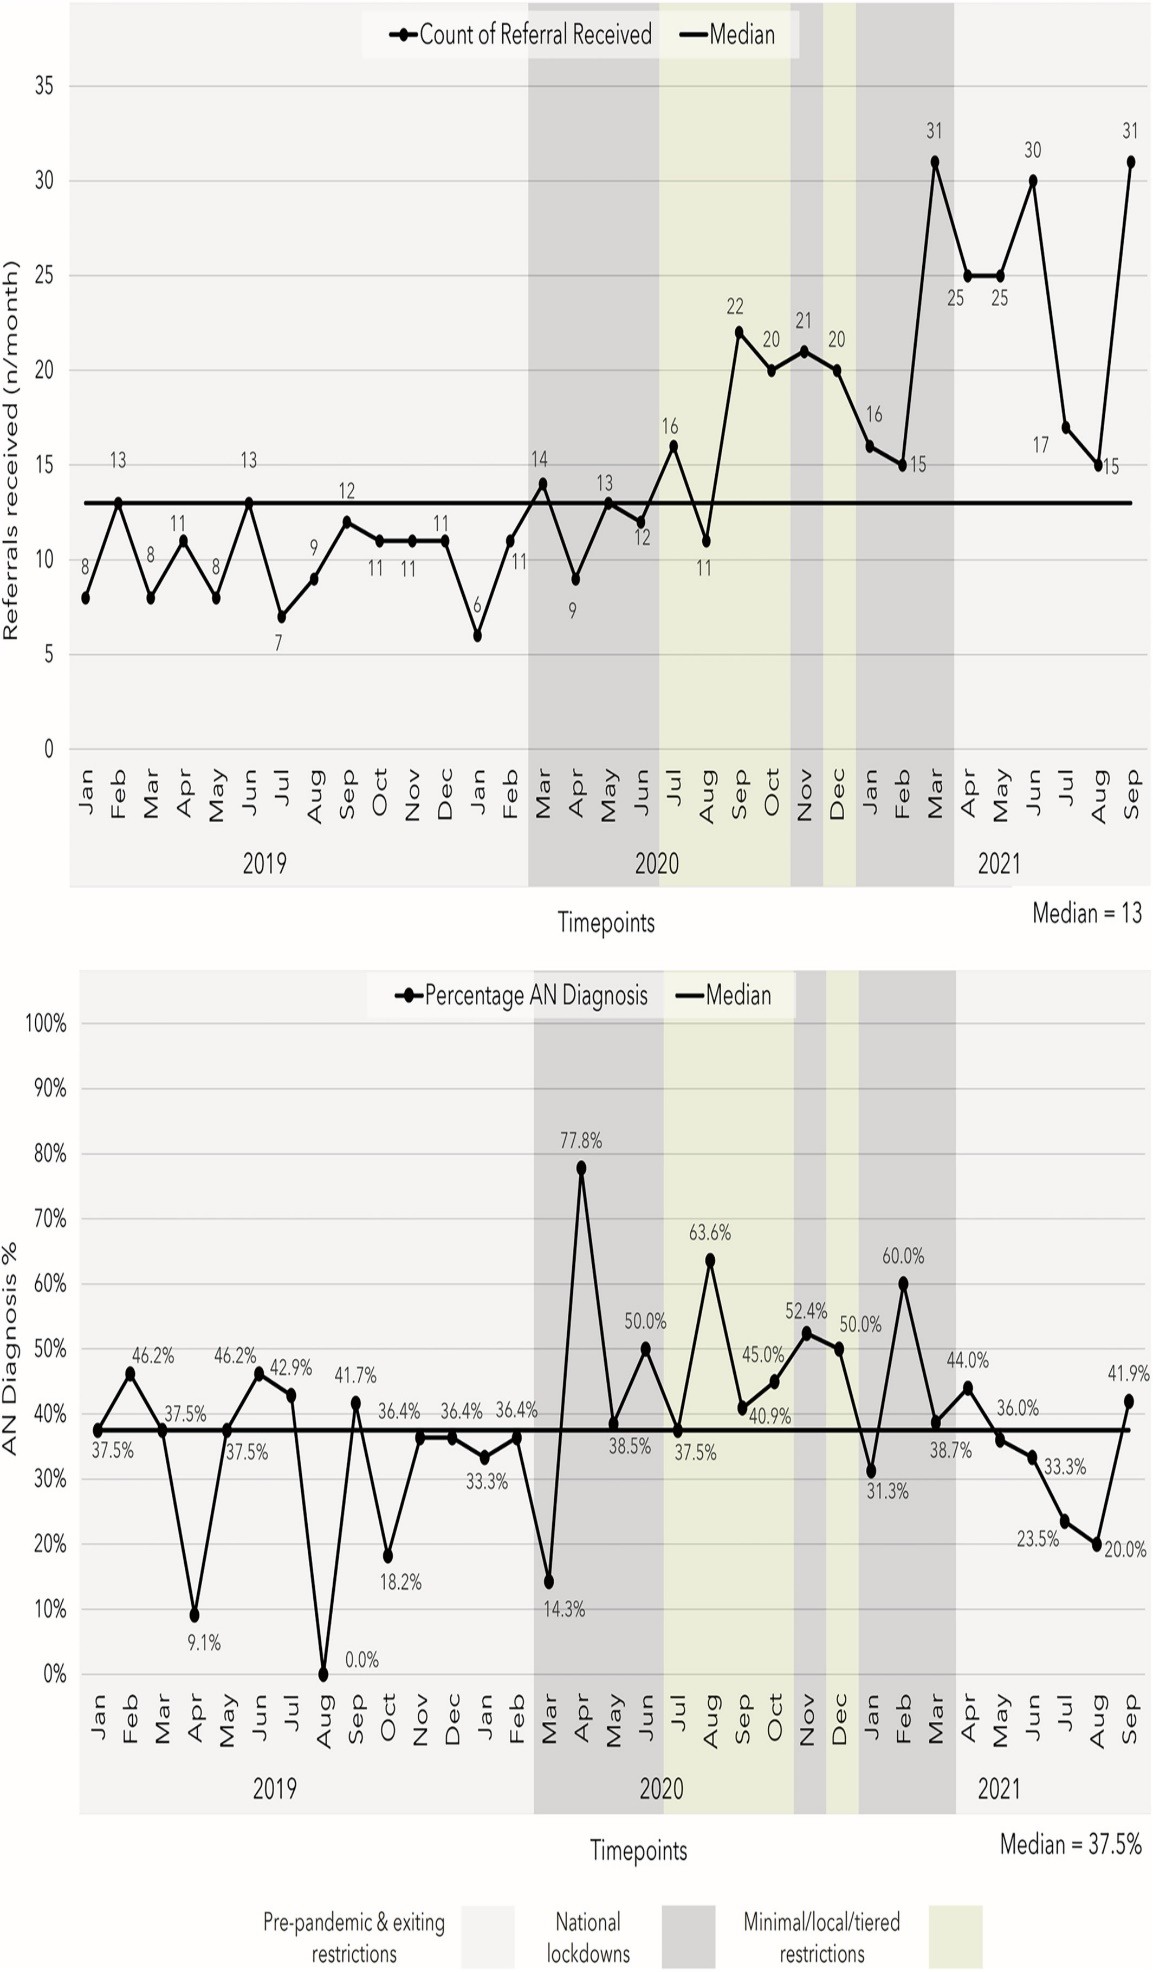 Count of Referral Received Median
35
30
25
20
15
10
5
0
Referrals received (n/month)
8 13 8 11 8 13 7 9 12 11 11 11 6 11 14 9 13 12 16 11 22 20 21 20 16 15 31 25 25 30 17 15 31
Jan Feb Mar Apr May Jun Jul Aug Sep Oct Nov Dec Jan Feb Mar Apr May Jun Jul Aug Sep Oct Nov Dec Jan Feb Mar Apr May Jun Jul Aug Sep
2019 2020 2021
Timepoints
Median = 13
Percentage AN Diagnosis Median
100%
90%
80%
70%
60%
50%
40%
30%
20%
10%
0%
AN Diagnosis %
37.5% 46.2% 37.5% 9.1% 37.5% 46.2% 42.9% 0.0% 41.7% 18.2% 36.4% 36.4% 33.3% 36.4% 14.3% 77.8% 38.5% 50.0% 37.5% 63.6% 40.9% 45.0% 52.4% 50.0% 31.3% 60.0% 38.7% 44.0% 36.0% 33.3% 23.5% 20.0% 41.9%
Jan Feb Mar Apr May Jun Jul Aug Sep Oct Nov Dec Jan Feb Mar Apr May Jun Jul Aug Sep Oct Nov Dec Jan Feb Mar Apr May Jun Jul Aug Sep
2019 2020 2021
Timepoints
Median = 37.5%
Pre-pandemic & exiting
restrictions
National
lockdowns
Minimal/local/tiered
restrictions